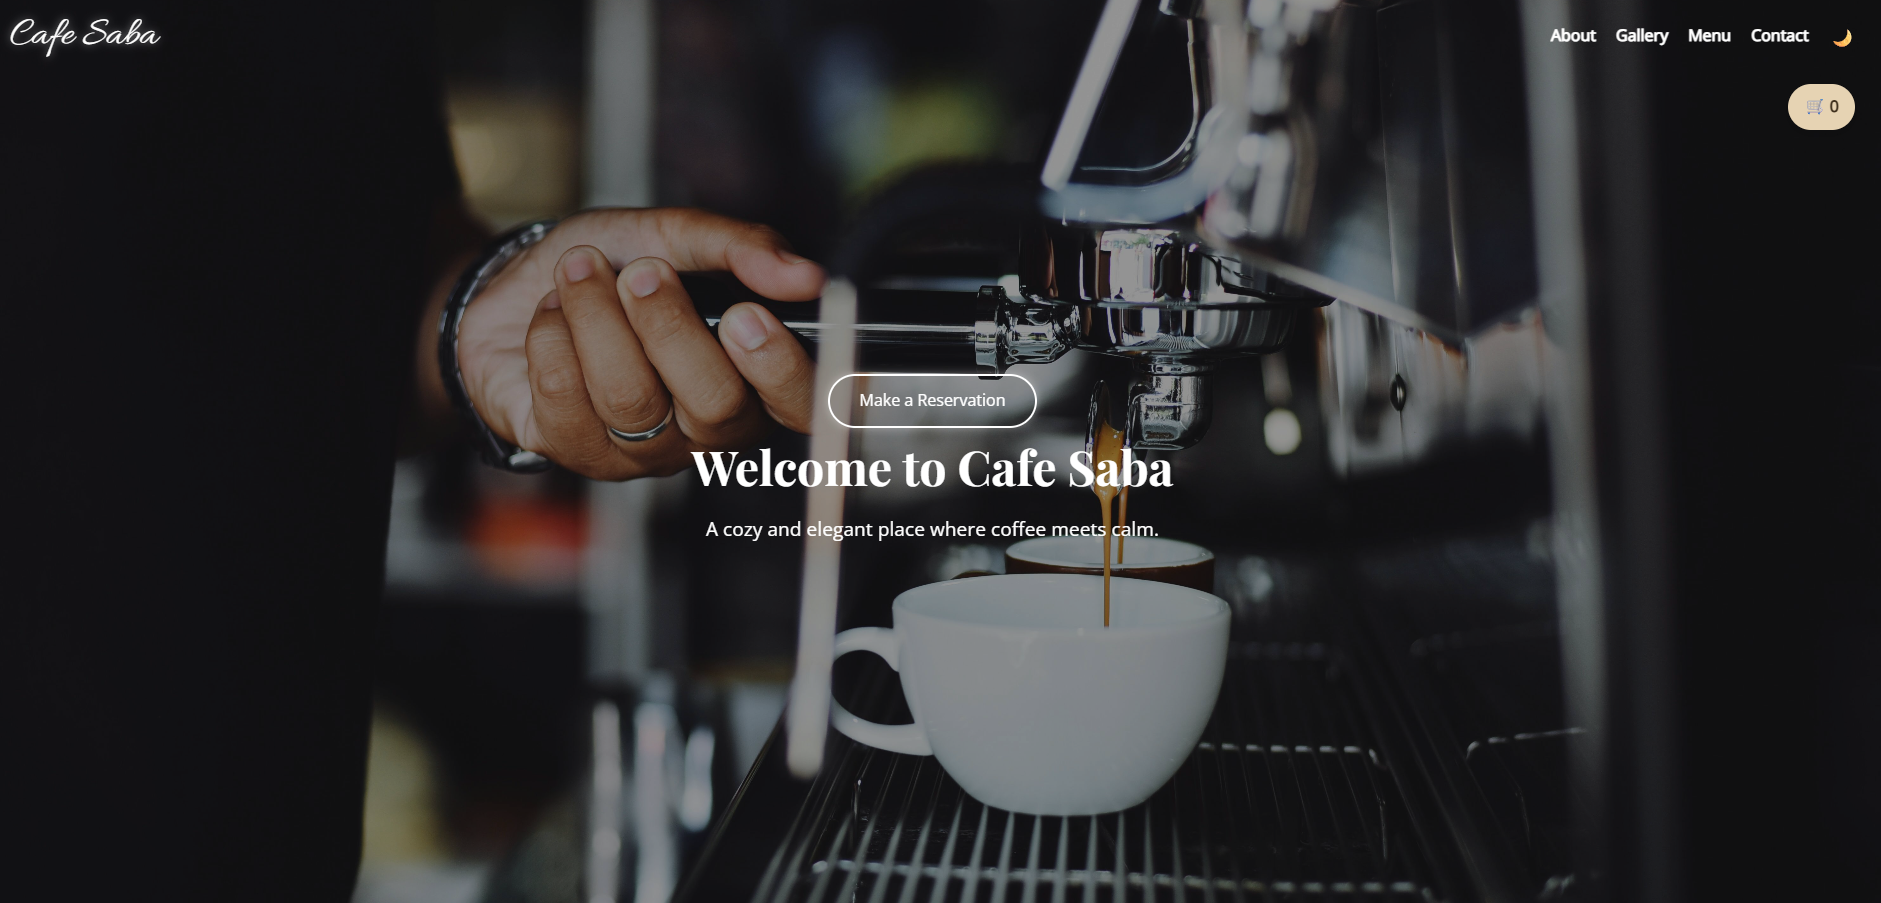 Cafe Saba
About Gallery Menu Contact 🌙
🛒 0
Make a Reservation
Welcome to Cafe Saba
A cozy and elegant place where coffee meets calm.